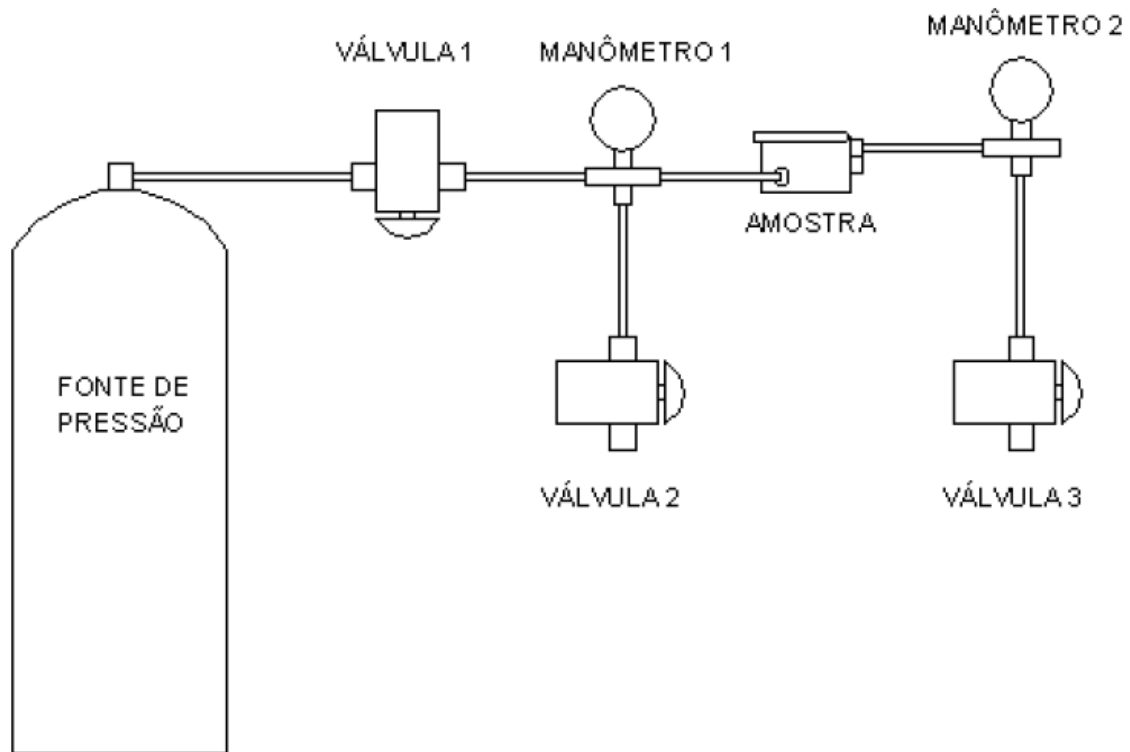 MANÔMETRO 2
VÁLVULA 1
MANÔMETRO 1
AMOSTRA
FONTE DE
PRESSÃO
VÁLVULA 2
VÁLVULA 3